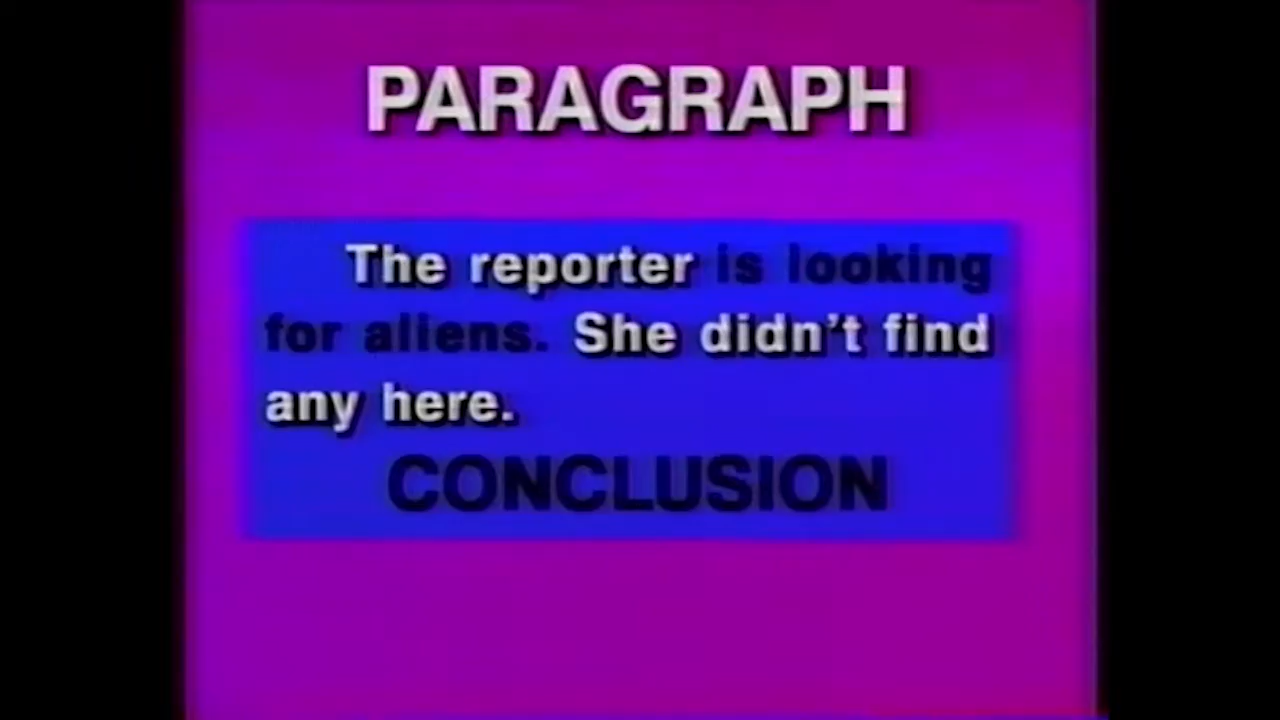 PARAGRAPH
The reporter is looking
for aliens. She didn't find
any here.
CONCLUSION